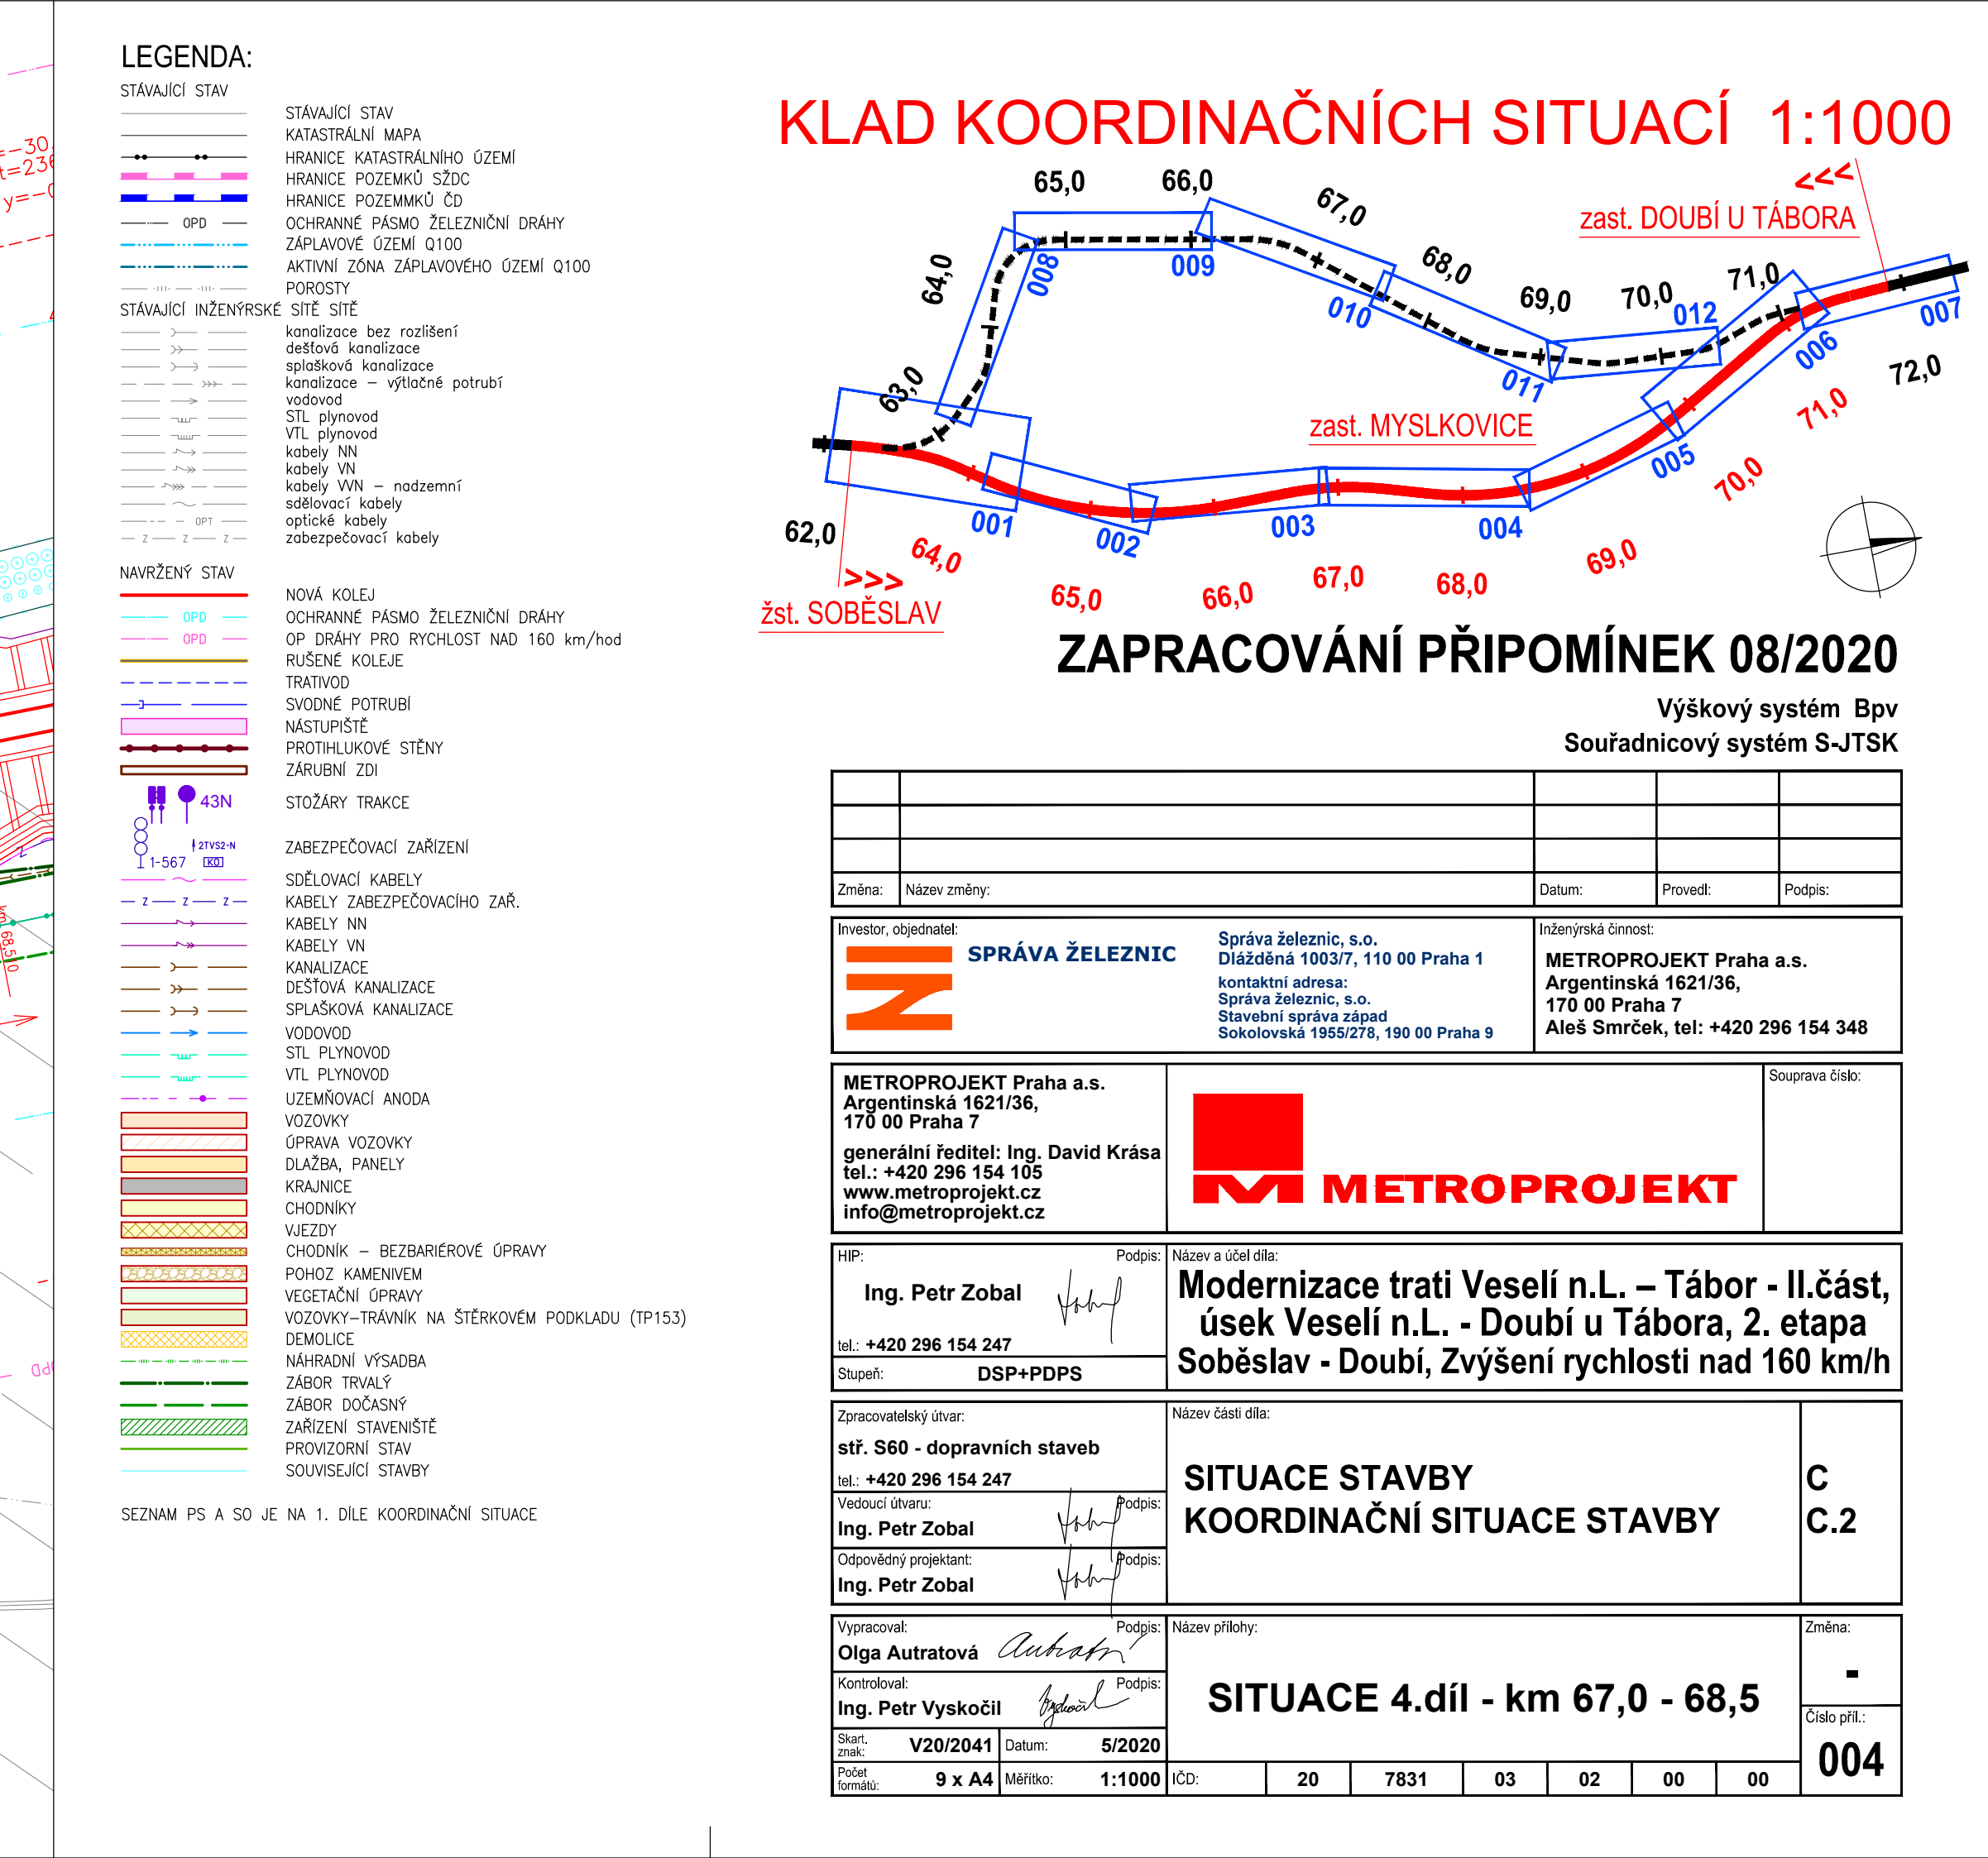 LEGENDA:
STÁVAJÍCÍ STAV
STÁVAJÍCÍ STAV
KATASTRÁLNÍ MAPA
HRANICE KATASTRÁLNÍHO ÚZEMÍ
HRANICE POZEMKŮ SŽDC
HRANICE POZEMMKŮ ČD
OPD OCHRANNÉ PÁSMO ŽELEZNIČNÍ DRÁHY
ZÁPLAVOVÉ ÚZEMÍ Q100
AKTIVNÍ ZÓNA ZÁPLAVOVÉHO ÚZEMÍ Q100
POROSTY
STÁVAJÍCÍ INŽENÝRSKÉ SÍTĚ SÍTĚ
kanalizace bez rozlišení
dešťová kanalizace
splašková kanalizace
kanalizace – výtlačné potrubí
vodovod
STL plynovod
VTL plynovod
kabely NN
kabely VN
kabely VVN – nadzemní
sdělovací kabely
OPT optické kabely
Z Z Z zabezpečovací kabely
NAVRŽENÝ STAV
NOVÁ KOLEJ
OPD OCHRANNÉ PÁSMO ŽELEZNIČNÍ DRÁHY
OPD OP DRÁHY PRO RYCHLOST NAD 160 km/hod
RUŠENÉ KOLEJE
TRATIVOD
SVODNÉ POTRUBÍ
NÁSTUPIŠTĚ
PROTIHLUKOVÉ STĚNY
ZÁRUBNÍ ZDI
43N STOŽÁRY TRAKCE
2TVS2-N
1-567 KO ZABEZPEČOVACÍ ZAŘÍZENÍ
SDĚLOVACÍ KABELY
Z Z Z KABELY ZABEZPEČOVACÍHO ZAŘ.
KABELY NN
KABELY VN
KANALIZACE
DEŠŤOVÁ KANALIZACE
SPLAŠKOVÁ KANALIZACE
VODOVOD
STL PLYNOVOD
VTL PLYNOVOD
UZEMŇOVACÍ ANODA
VOZOVKY
ÚPRAVA VOZOVKY
DLAŽBA, PANELY
KRAJNICE
CHODNÍKY
VJEZDY
CHODNÍK – BEZBARIÉROVÉ ÚPRAVY
POHOZ KAMENIVEM
VEGETAČNÍ ÚPRAVY
VOZOVKY–TRÁVNÍK NA ŠTĚRKOVÉM PODKLADU (TP153)
DEMOLICE
NÁHRADNÍ VÝSADBA
ZÁBOR TRVALÝ
ZÁBOR DOČASNÝ
ZAŘÍZENÍ STAVENIŠTĚ
PROVIZORNÍ STAV
SOUVISEJÍCÍ STAVBY
SEZNAM PS A SO JE NA 1. DÍLE KOORDINAČNÍ SITUACE
KLAD KOORDINAČNÍCH SITUACÍ 1:1000
65,0 66,0 67,0 <<<
zast. DOUBÍ U TÁBORA
64,0 008 009 68,0 71,0
010 69,0 70,0 012 007
63,0 011 006 72,0
zast. MYSLKOVICE 71,0
005 70,0
62,0 001 002 003 004
64,0 69,0
>>> 65,0 66,0 67,0 68,0
žst. SOBĚSLAV
ZAPRACOVÁNÍ PŘIPOMÍNEK 08/2020
Výškový systém Bpv
Souřadnicový systém S-JTSK
Změna: Název změny: Datum: Provedl: Podpis:
Investor, objednatel:
SPRÁVA ŽELEZNIC
Správa železnic, s.o.
Dlážděná 1003/7, 110 00 Praha 1
kontaktní adresa:
Správa železnic, s.o.
Stavební správa západ
Sokolovská 1955/278, 190 00 Praha 9
Inženýrská činnost:
METROPROJEKT Praha a.s.
Argentinská 1621/36,
170 00 Praha 7
Aleš Smrček, tel: +420 296 154 348
METROPROJEKT Praha a.s.
Argentinská 1621/36,
170 00 Praha 7
generální ředitel: Ing. David Krása
tel.: +420 296 154 105
www.metroprojekt.cz
info@metroprojekt.cz
METROPROJEKT
Souprava číslo:
HIP: Podpis:
Ing. Petr Zobal
tel.: +420 296 154 247
Stupeň: DSP+PDPS
Název a účel díla:
Modernizace trati Veselí n.L. – Tábor - II.část,
úsek Veselí n.L. - Doubí u Tábora, 2. etapa
Soběslav - Doubí, Zvýšení rychlosti nad 160 km/h
Zpracovatelský útvar:
stř. S60 - dopravních staveb
tel.: +420 296 154 247
Vedoucí útvaru: Podpis:
Ing. Petr Zobal
Odpovědný projektant: Podpis:
Ing. Petr Zobal
Název části díla:
SITUACE STAVBY C
KOORDINAČNÍ SITUACE STAVBY C.2
Vypracoval: Podpis:
Olga Autratová
Kontroloval: Podpis:
Ing. Petr Vyskočil
Skart. znak: V20/2041 Datum: 5/2020
Počet formátů: 9 x A4 Měřítko: 1:1000
Název přílohy:
SITUACE 4.díl - km 67,0 - 68,5
IČD: 20 7831 03 02 00 00
Změna:
-
Číslo příl.:
004